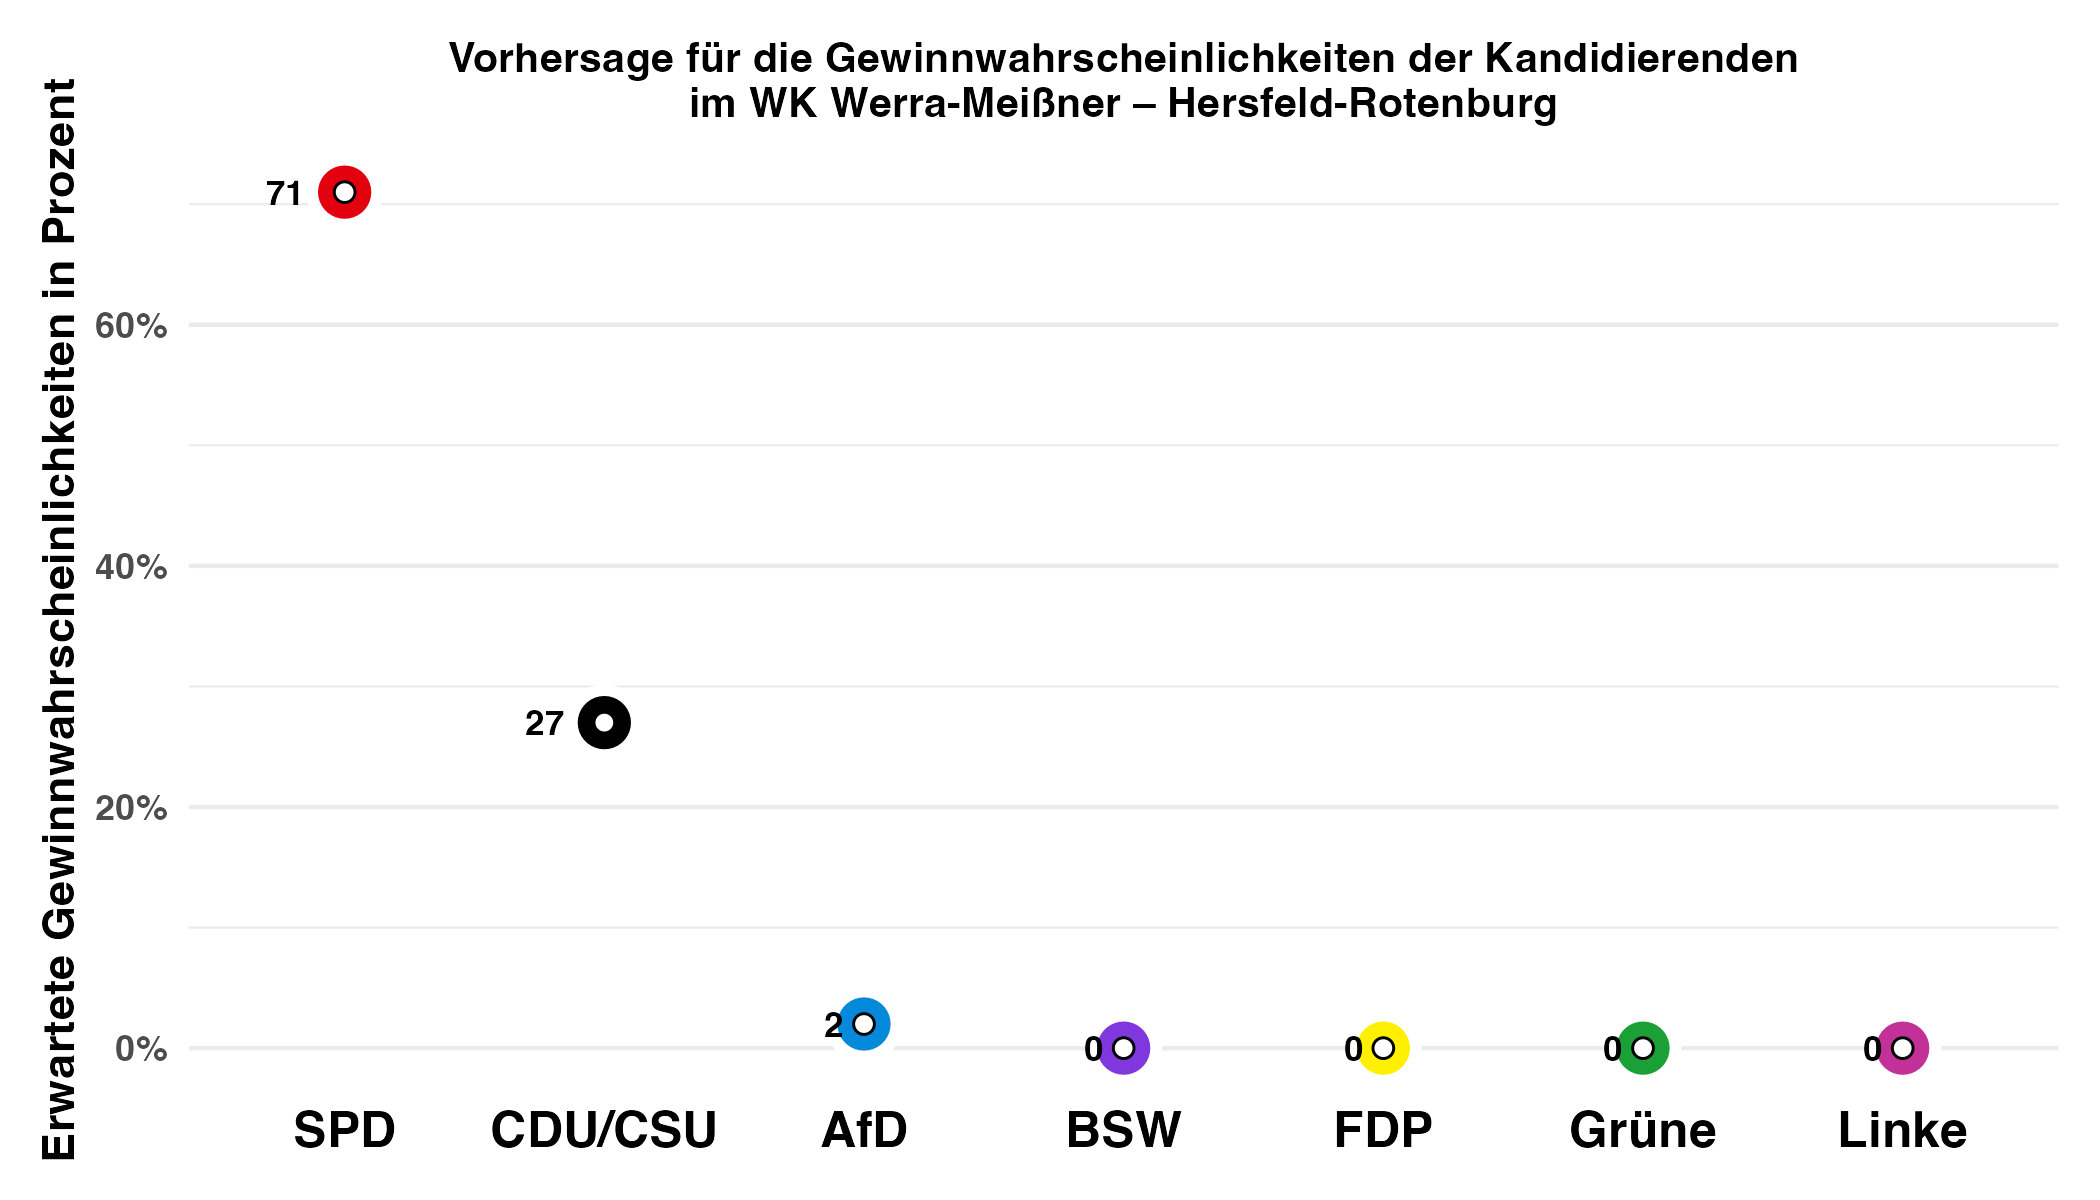 Vorhersage für die Gewinnwahrscheinlichkeiten der Kandidierenden
im WK Werra-Meißner – Hersfeld-Rotenburg
Erwartete Gewinnwahrscheinlichkeiten in Prozent
60%
40%
20%
0%
71
27
2
0
0
0
0
SPD
CDU/CSU
AfD
BSW
FDP
Grüne
Linke